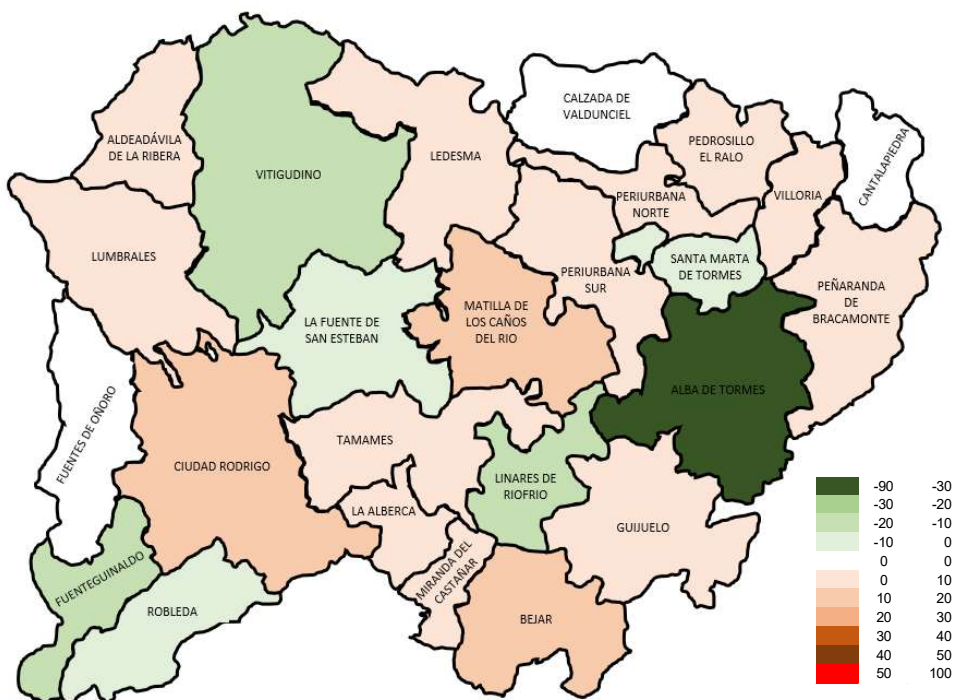 CALZADA DE
VALDUNCIEL
ALDEADÁVILA
DE LA RIBERA
PEDROSILLO
EL RALO
LEDESMA
CANTALAPIEDRA
VITIGUDINO
PERIURBANA
NORTE
VILLORIA
LUMBRALES
SANTA MARTA
DE TORMES
PERIURBANA
SUR
PEÑARANDA
DE
BRACAMONTE
MATILLA DE
LOS CAÑOS
DEL RIO
LA FUENTE DE
SAN ESTEBAN
ALBA DE TORMES
FUENTES DE OÑORO
TAMAMES
CIUDAD RODRIGO
LINARES DE
RIOFRIO
LA ALBERCA
GUIJUELO
MIRANDA DEL
CASTAÑAR
FUENTEGUINALDO
ROBLEDA
BEJAR
-90 -30
-30 -20
-20 -10
-10 0
0 0
0 10
10 20
20 30
30 40
40 50
50 100